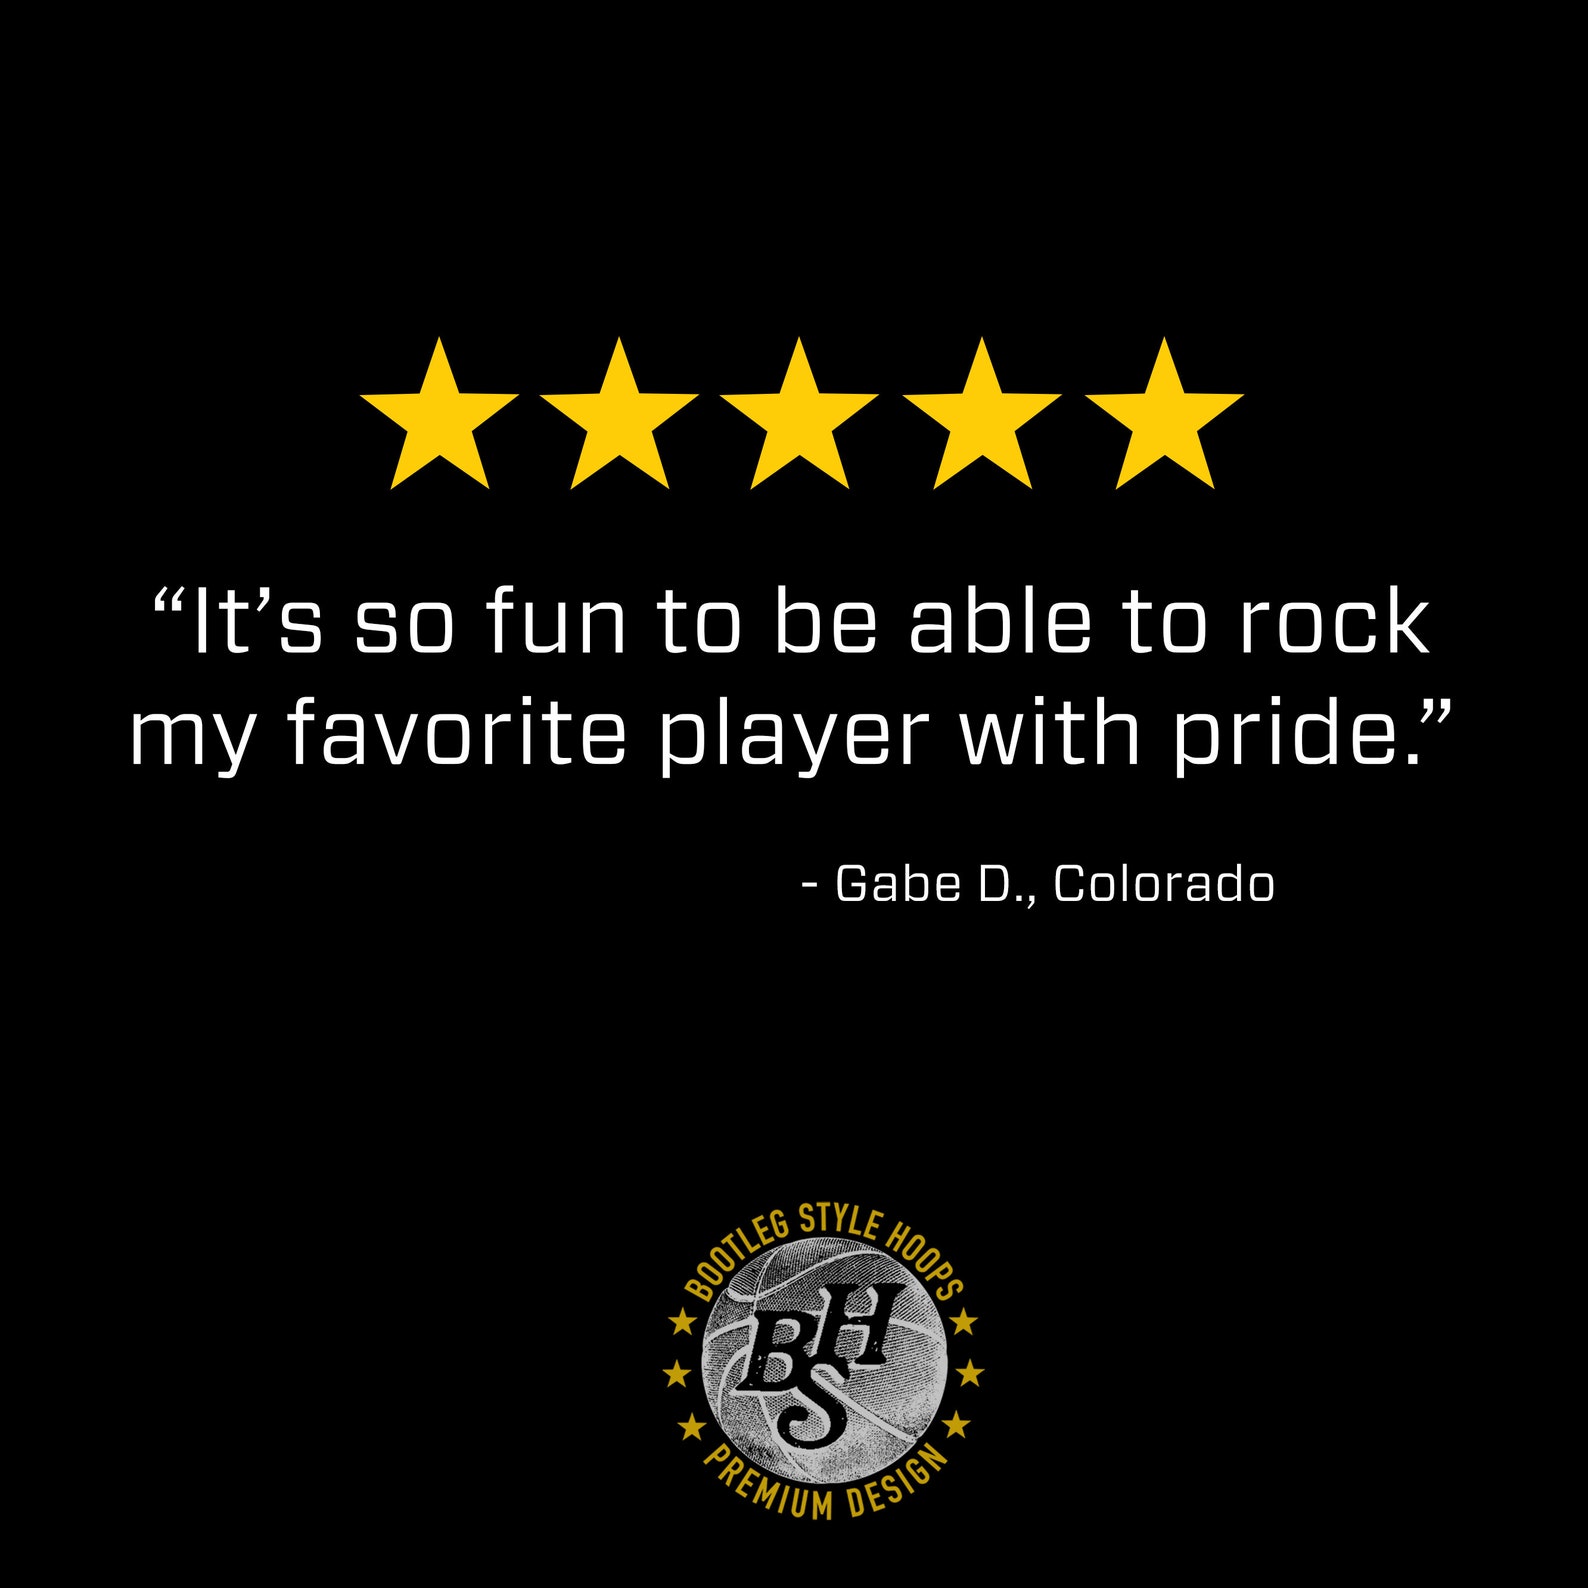 “It’s so fun to be able to rock
my favorite player with pride.”
- Gabe D., Colorado
BOOTLEG STYLE HOOPS
BSH
PREMIUM DESIGN